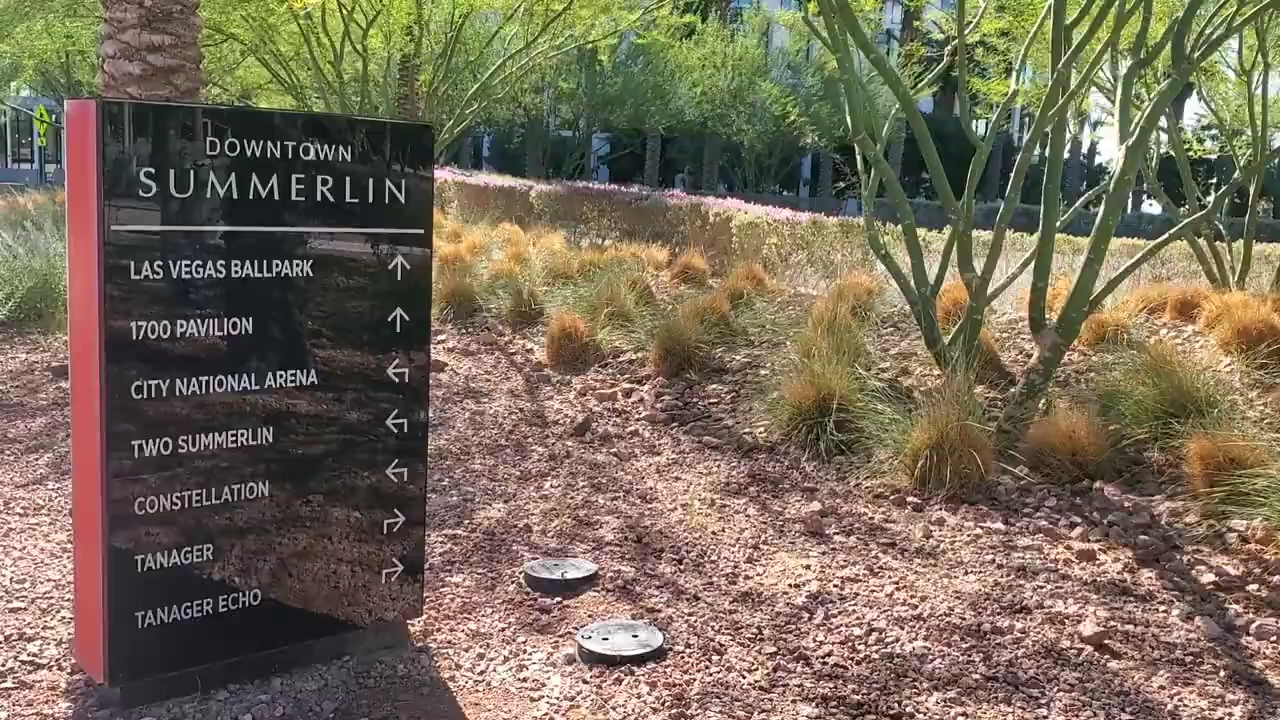 DOWNTOWN
SUMMERLIN
LAS VEGAS BALLPARK
1700 PAVILION
CITY NATIONAL ARENA
TWO SUMMERLIN
CONSTELLATION
TANAGER
TANAGER ECHO